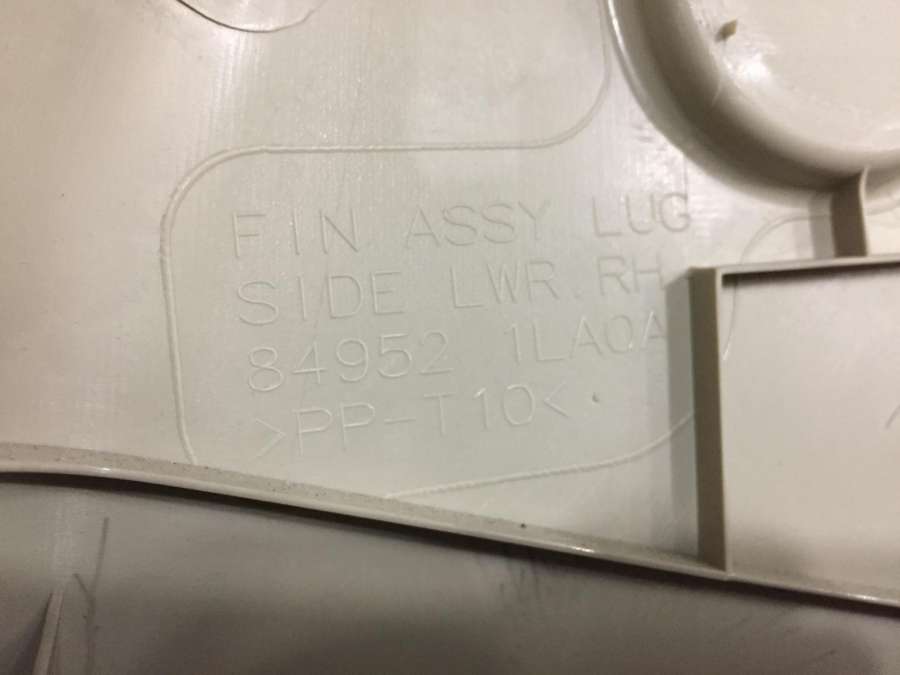 FIN ASSY LUG
SIDE LWR.RH
84952 1LA0A
>PP-T10<